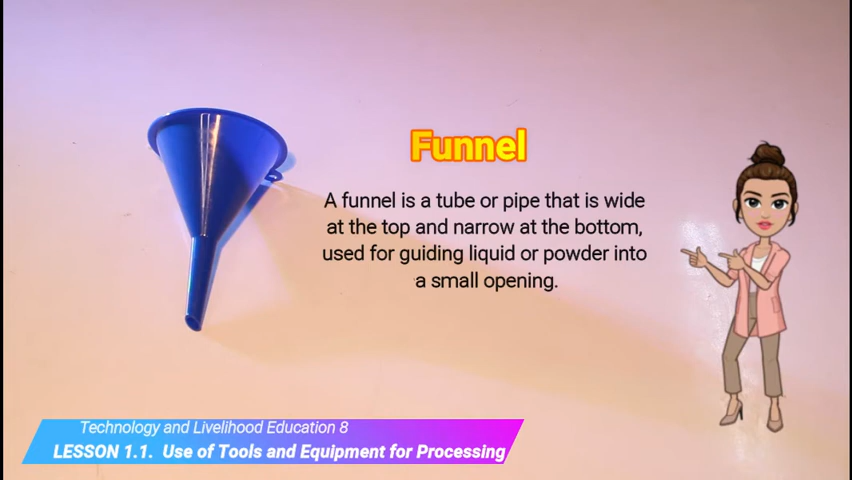 Funnel
A funnel is a tube or pipe that is wide
at the top and narrow at the bottom,
used for guiding liquid or powder into
a small opening.
Technology and Livelihood Education 8
LESSON 1.1. Use of Tools and Equipment for Processing